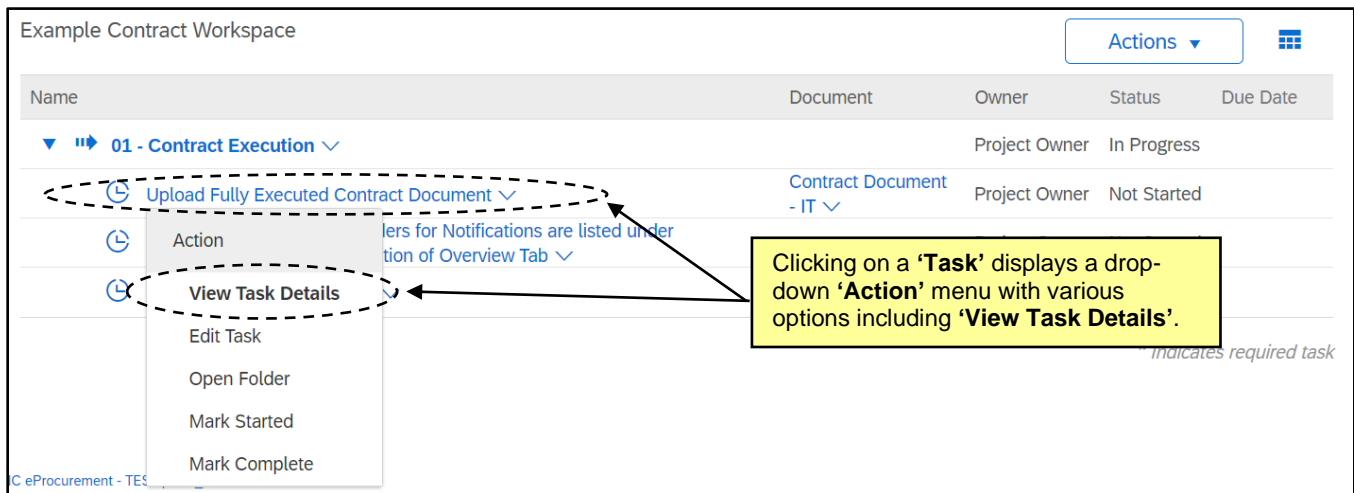 Example Contract Workspace
Actions
Name Document Owner Status Due Date
01 - Contract Execution Project Owner In Progress
Upload Fully Executed Contract Document Contract Document
- IT Project Owner Not Started
Action
ders for Notifications are listed under
tion of Overview Tab
View Task Details
Edit Task
Open Folder
Mark Started
Mark Complete
Clicking on a ‘Task’ displays a drop-
down ‘Action’ menu with various
options including ‘View Task Details’.
* indicates required task
C eProcurement - TES